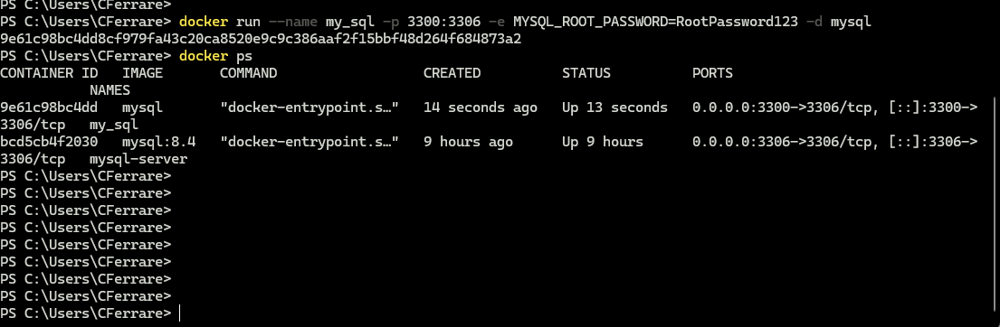 PS C:\Users\CFerrare>
PS C:\Users\CFerrare> docker run --name my_sql -p 3300:3306 -e MYSQL_ROOT_PASSWORD=RootPassword123 -d mysql
9e61c98bc4dd8cf979fa43c20ca8520e9c9c386aaf2f15bbf48d264f684873a2
PS C:\Users\CFerrare> docker ps
CONTAINER ID   IMAGE       COMMAND                  CREATED          STATUS          PORTS
          NAMES
9e61c98bc4dd   mysql       "docker-entrypoint.s…"   14 seconds ago   Up 13 seconds   0.0.0.0:3300->3306/tcp, [::]:3300->
3306/tcp   my_sql
bcd5cb4f2030   mysql:8.4   "docker-entrypoint.s…"   9 hours ago      Up 9 hours      0.0.0.0:3306->3306/tcp, [::]:3306->
3306/tcp   mysql-server
PS C:\Users\CFerrare>
PS C:\Users\CFerrare>
PS C:\Users\CFerrare>
PS C:\Users\CFerrare>
PS C:\Users\CFerrare>
PS C:\Users\CFerrare>
PS C:\Users\CFerrare>
PS C:\Users\CFerrare>
PS C:\Users\CFerrare>